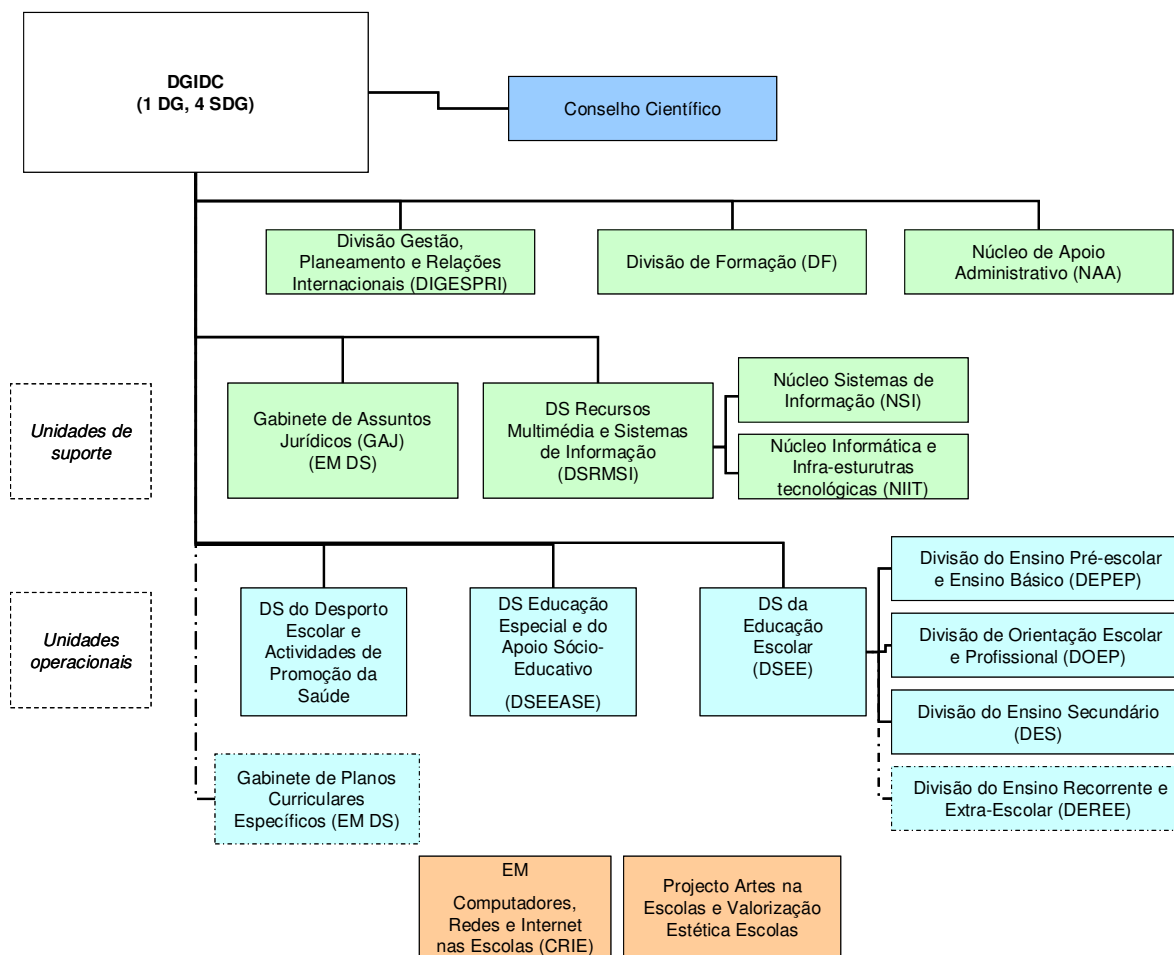 DGIDC
(1 DG, 4 SDG)
Conselho Científico
Divisão Gestão,
Planeamento e Relações
Internacionais (DIGESPRI)
Divisão de Formação (DF)
Núcleo de Apoio
Administrativo (NAA)
Unidades de
suporte
Gabinete de Assuntos
Jurídicos (GAJ)
(EM DS)
DS Recursos
Multimédia e Sistemas
de Informação
(DSRMSI)
Núcleo Sistemas de
Informação (NSI)
Núcleo Informática e
Infra-esturutras
tecnológicas (NIIT)
Unidades
operacionais
DS do Desporto
Escolar e
Actividades de
Promoção da
Saúde
DS Educação
Especial e do
Apoio Sócio-
Educativo
(DSEEASE)
DS da
Educação
Escolar
(DSEE)
Divisão do Ensino Pré-escolar
e Ensino Básico (DEPEP)
Divisão de Orientação Escolar
e Profissional (DOEP)
Divisão do Ensino Secundário
(DES)
Divisão do Ensino Recorrente e
Extra-Escolar (DEREE)
Gabinete de Planos
Curriculares
Específicos (EM DS)
EM
Computadores,
Redes e Internet
nas Escolas (CRIE)
Projecto Artes na
Escolas e Valorização
Estética Escolas